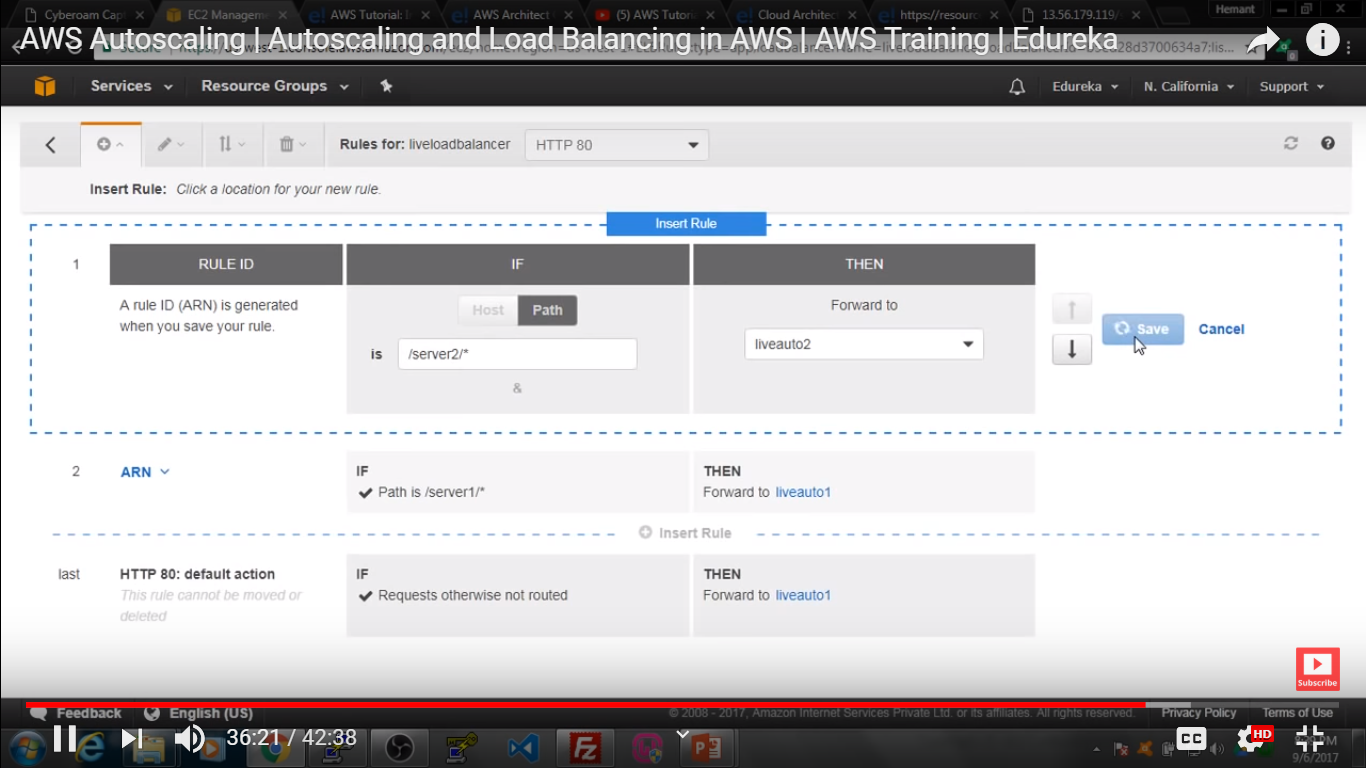 Cyberoam Cap
EC2 Managem
AWS Tutorial: I
AWS Architect
(5) AWS Tutor
Cloud Architec
https://resourc
13.56.179.119/
Hemant
AWS Autoscaling | Autoscaling and Load Balancing in AWS | AWS Training | Edureka
Services
Resource Groups
Edureka
N. California
Support
Rules for: liveloadbalancer
HTTP 80
Insert Rule: Click a location for your new rule.
Insert Rule
1
RULE ID
IF
THEN
A rule ID (ARN) is generated
when you save your rule.
Host
Path
is
/server2/*
&
Forward to
liveauto2
Save
Cancel
2
ARN
IF
Path is /server1/*
THEN
Forward to liveauto1
Insert Rule
last
HTTP 80: default action
This rule cannot be moved or
deleted
IF
Requests otherwise not routed
THEN
Forward to liveauto1
Subscribe
Feedback
English (US)
© 2008 - 2017, Amazon Internet Services Private Ltd. or its affiliates. All rights reserved.
Privacy Policy
Terms of Use
36:21 / 42:38
CC
HD
9/6/2017